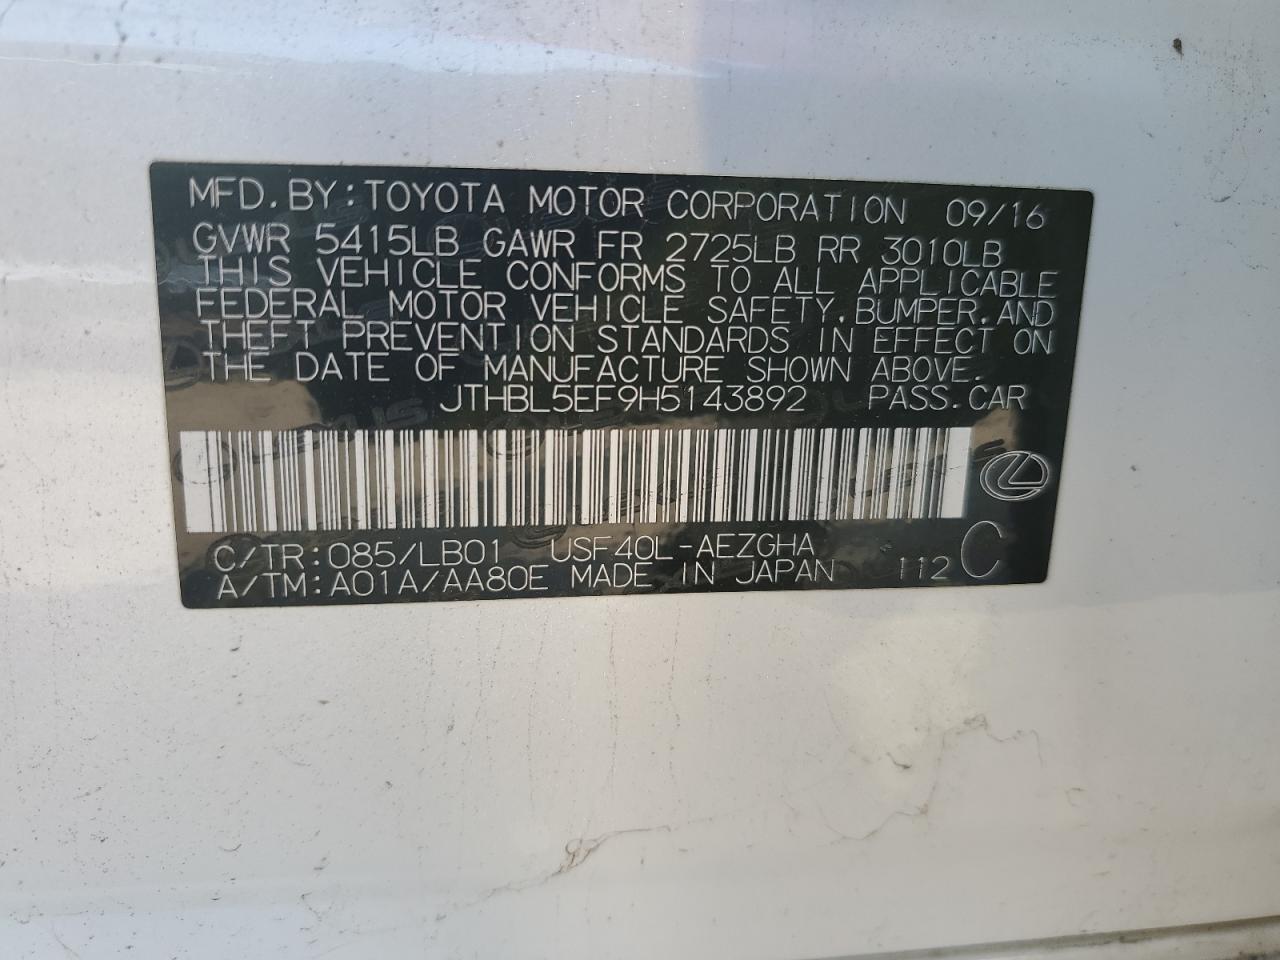 MFD. BY: TOYOTA MOTOR CORPORATION 09/16
GVWR 5415LB GAWR FR 2725LB RR 3010LB
THIS VEHICLE CONFORMS TO ALL APPLICABLE
FEDERAL MOTOR VEHICLE SAFETY, BUMPER, AND
THEFT PREVENTION STANDARDS IN EFFECT ON
THE DATE OF MANUFACTURE SHOWN ABOVE.
JTHBL5EF9H5143892 PASS. CAR
C/TR: 085/LB01 USF40L-AEZGHA
A/TM: A01A/AA80E MADE IN JAPAN 112 C